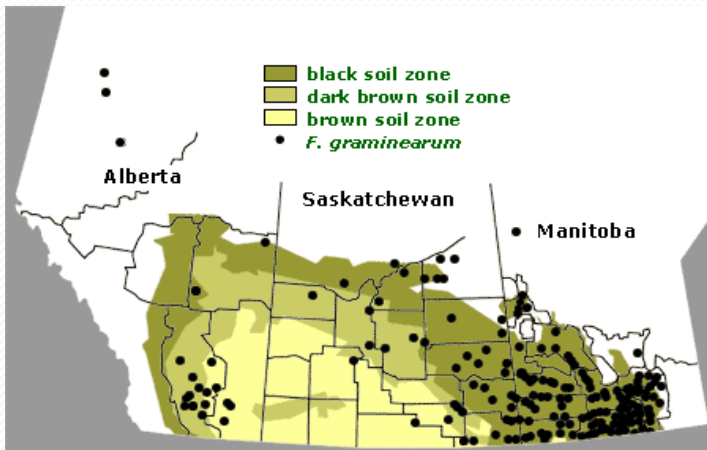 black soil zone
dark brown soil zone
brown soil zone
F. graminearum
Alberta
Saskatchewan
Manitoba